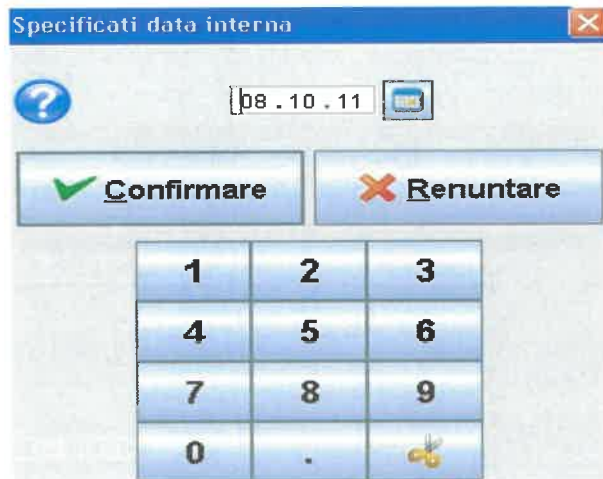 Specificati data interna
08.10.11
Confirmare Renuntare
1 2 3
4 5 6
7 8 9
0 .